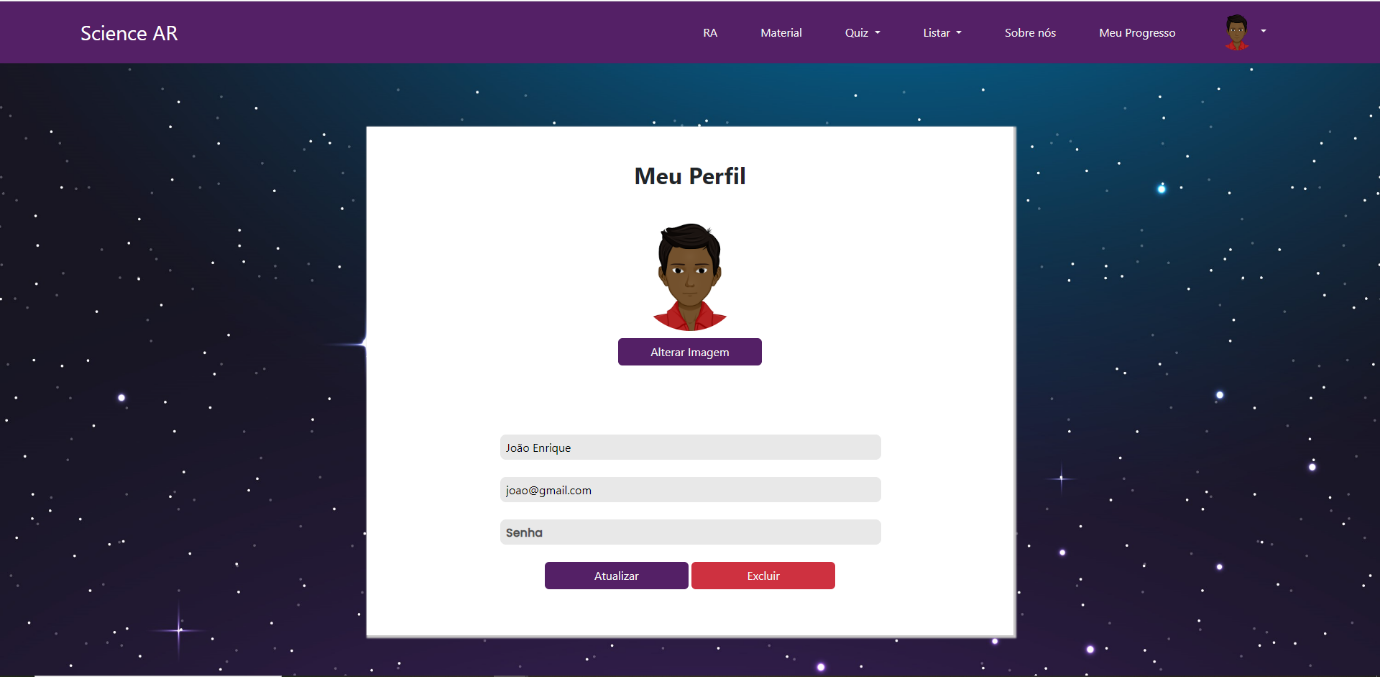 Science AR
RA Material Quiz Listar Sobre nós Meu Progresso
Meu Perfil
Alterar Imagem
João Enrique
joao@gmail.com
Senha
Atualizar Excluir